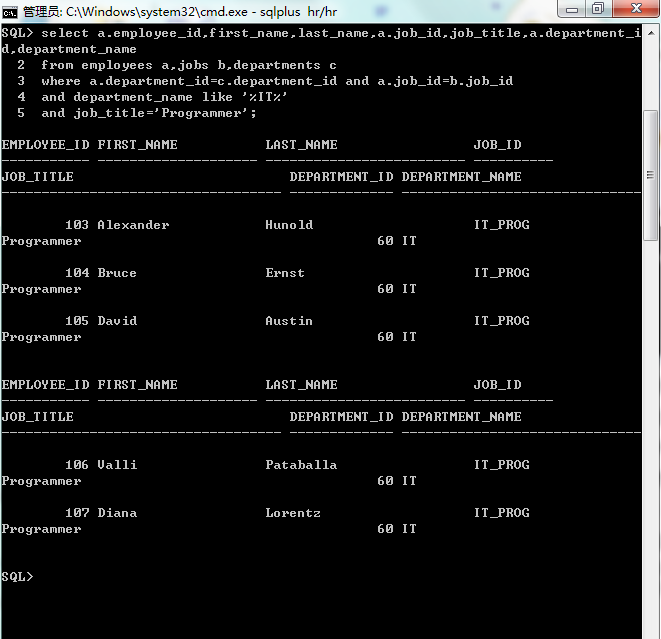 管理员: C:\Windows\system32\cmd.exe - sqlplus  hr/hr
SQL> select a.employee_id,first_name,last_name,a.job_id,job_title,a.department_i
d,department_name
  2  from employees a,jobs b,departments c
  3  where a.department_id=c.department_id and a.job_id=b.job_id
  4  and department_name like '%IT%'
  5  and job_title='Programmer';
EMPLOYEE_ID FIRST_NAME           LAST_NAME                 JOB_ID
----------- -------------------- ------------------------- ----------
JOB_TITLE                           DEPARTMENT_ID DEPARTMENT_NAME
----------------------------------- ------------- ------------------------------
        103 Alexander            Hunold                    IT_PROG
Programmer                                     60 IT
        104 Bruce                Ernst                     IT_PROG
Programmer                                     60 IT
        105 David                Austin                    IT_PROG
Programmer                                     60 IT
EMPLOYEE_ID FIRST_NAME           LAST_NAME                 JOB_ID
----------- -------------------- ------------------------- ----------
JOB_TITLE                           DEPARTMENT_ID DEPARTMENT_NAME
----------------------------------- ------------- ------------------------------
        106 Valli                Pataballa                 IT_PROG
Programmer                                     60 IT
        107 Diana                Lorentz                   IT_PROG
Programmer                                     60 IT
SQL>